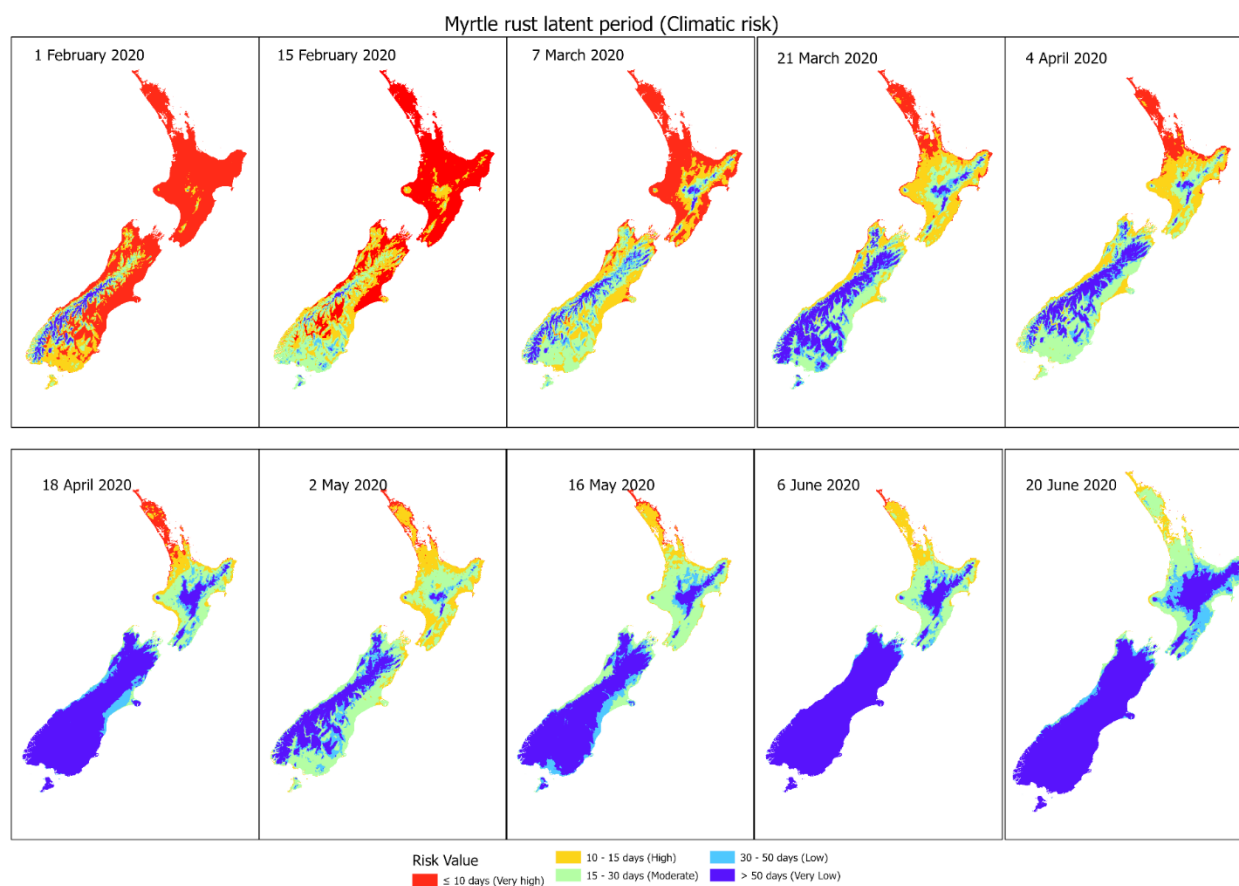 Myrtle rust latent period (Climatic risk)
1 February 2020
15 February 2020
7 March 2020
21 March 2020
4 April 2020
18 April 2020
2 May 2020
16 May 2020
6 June 2020
20 June 2020
Risk Value
≤ 10 days (Very high)
10 - 15 days (High)
15 - 30 days (Moderate)
30 - 50 days (Low)
> 50 days (Very Low)